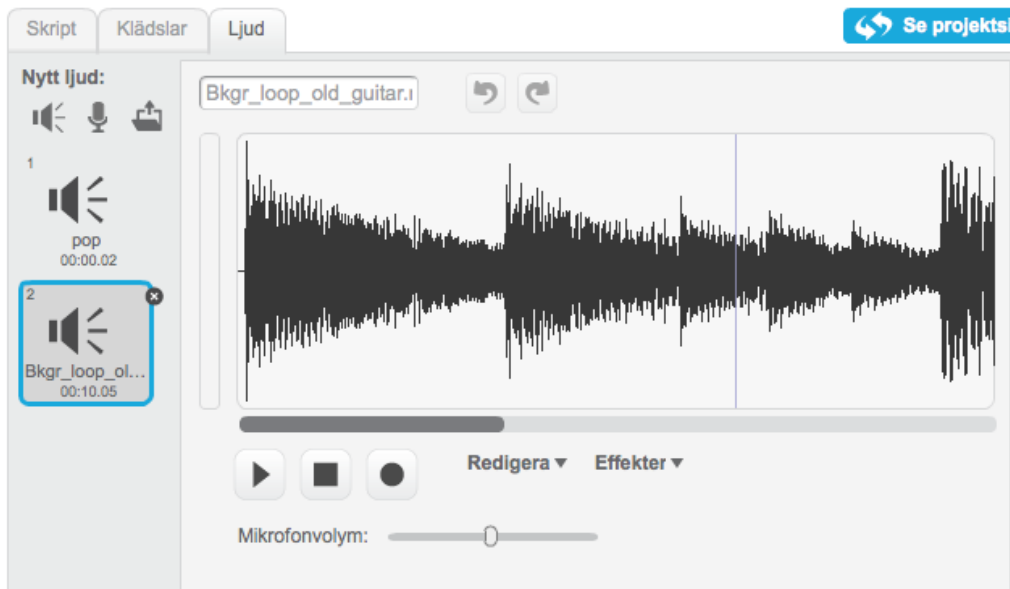 Skript
Klädslar
Ljud
Se projektsi
Nytt ljud:
Bkgr_loop_old_guitar.
1
pop
00:00.02
2
Bkgr_loop_ol...
00:10.05
Redigera
Effekter
Mikrofonvolym: